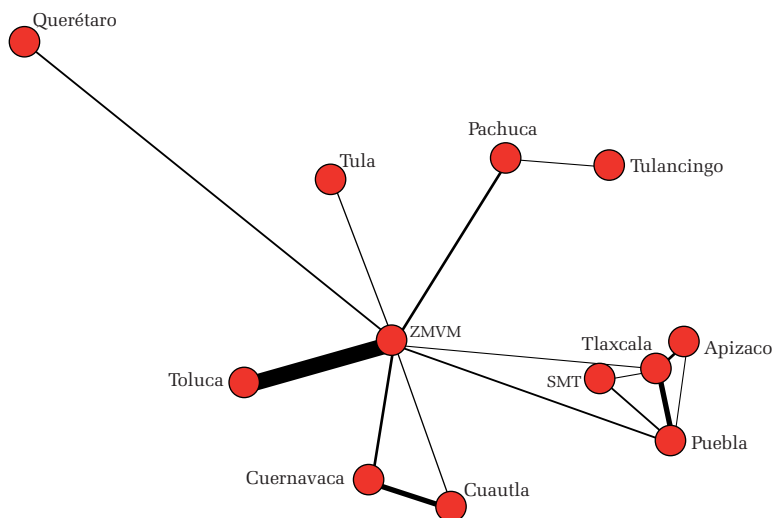 Querétaro
Pachuca
Tula
Tulancingo
ZMVM
Tlaxcala
Apizaco
Toluca
SMT
Puebla
Cuernavaca
Cuautla